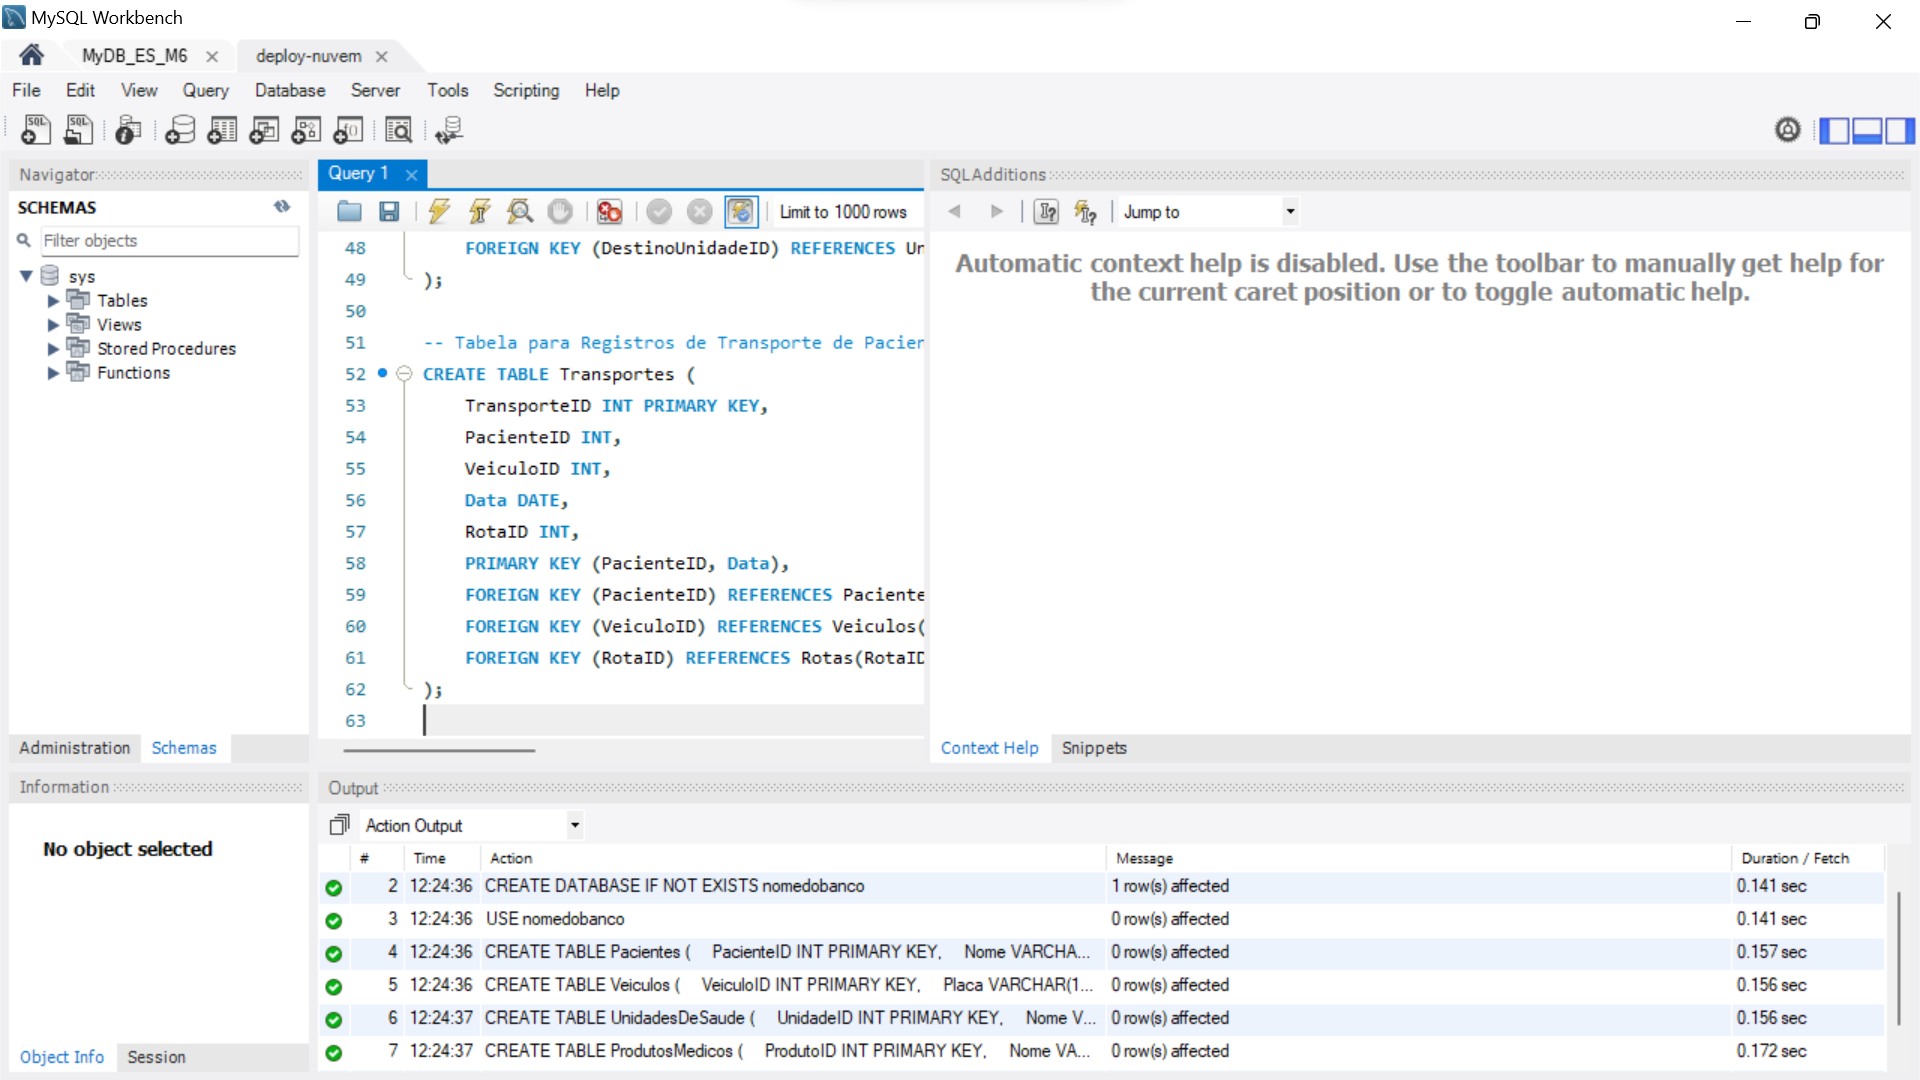 MySQL Workbench
MyDB_ES_M6
deploy-nuvem
File Edit View Query Database Server Tools Scripting Help
Navigator
SCHEMAS
Filter objects
sys
Tables
Views
Stored Procedures
Functions
Administration Schemas
Information
No object selected
Object Info Session
Query 1
Limit to 1000 rows
48 FOREIGN KEY (DestinoUnidadeID) REFERENCES Un
49 );
50
51 -- Tabela para Registros de Transporte de Pacien
52 CREATE TABLE Transportes (
53 TransporteID INT PRIMARY KEY,
54 PacienteID INT,
55 VeiculoID INT,
56 Data DATE,
57 RotaID INT,
58 PRIMARY KEY (PacienteID, Data),
59 FOREIGN KEY (PacienteID) REFERENCES Paciente
60 FOREIGN KEY (VeiculoID) REFERENCES Veiculos(
61 FOREIGN KEY (RotaID) REFERENCES Rotas(RotaID
62 );
63
SQLAdditions
Jump to
Automatic context help is disabled. Use the toolbar to manually get help for
the current caret position or to toggle automatic help.
Context Help Snippets
Output
Action Output
# Time Action Message Duration / Fetch
2 12:24:36 CREATE DATABASE IF NOT EXISTS nomedobanco 1 row(s) affected 0.141 sec
3 12:24:36 USE nomedobanco 0 row(s) affected 0.141 sec
4 12:24:36 CREATE TABLE Pacientes ( PacienteID INT PRIMARY KEY, Nome VARCHA... 0 row(s) affected 0.157 sec
5 12:24:36 CREATE TABLE Veiculos ( VeiculoID INT PRIMARY KEY, Placa VARCHAR(1... 0 row(s) affected 0.156 sec
6 12:24:37 CREATE TABLE UnidadesDeSaude ( UnidadeID INT PRIMARY KEY, Nome V... 0 row(s) affected 0.156 sec
7 12:24:37 CREATE TABLE ProdutosMedicos ( ProdutoID INT PRIMARY KEY, Nome VA... 0 row(s) affected 0.172 sec